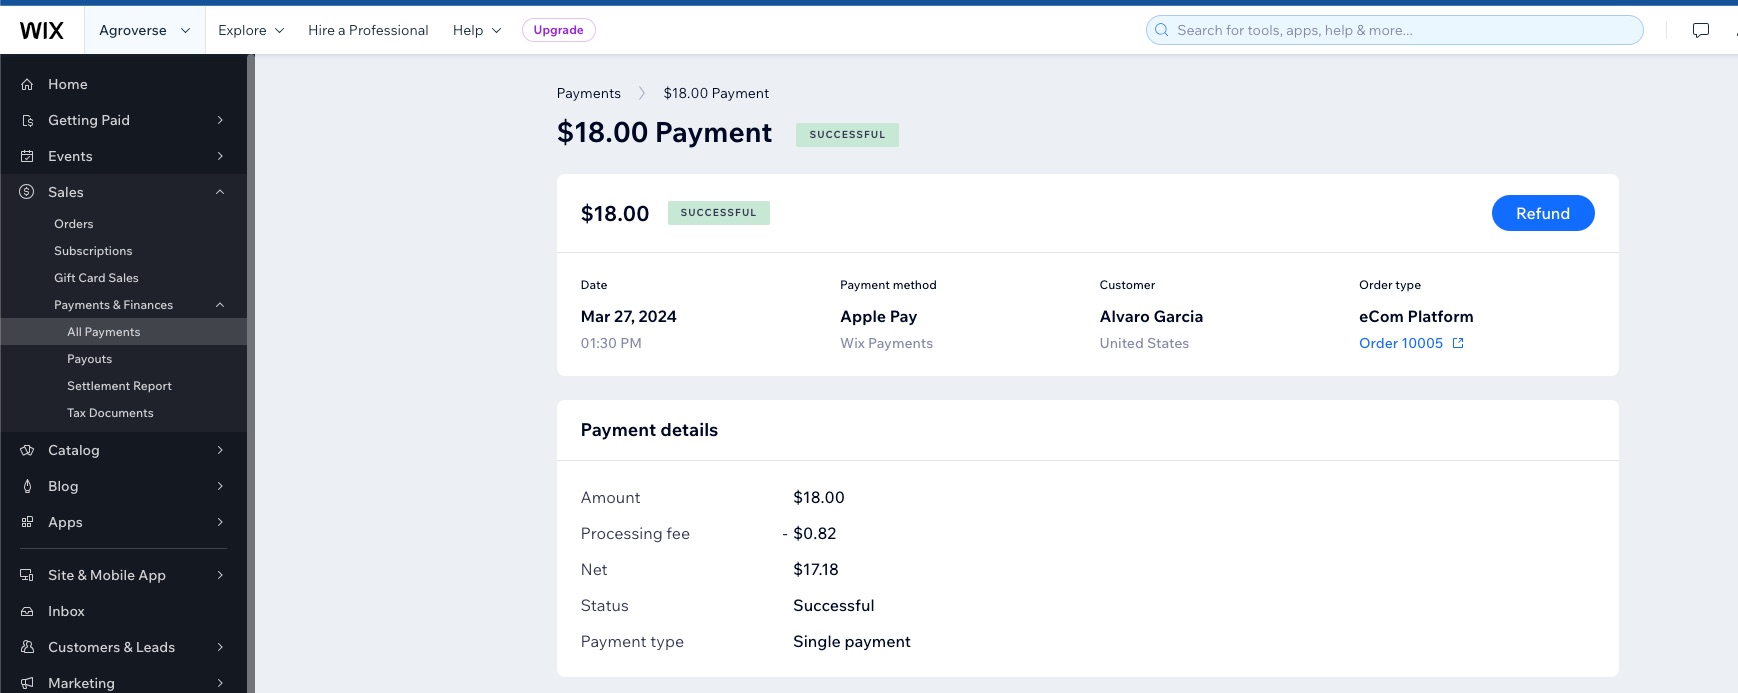 WIX Agroverse Explore Hire a Professional Help Upgrade Search for tools, apps, help & more...
Home
Getting Paid
Events
Sales
Orders
Subscriptions
Gift Card Sales
Payments & Finances
All Payments
Payouts
Settlement Report
Tax Documents
Catalog
Blog
Apps
Site & Mobile App
Inbox
Customers & Leads
Marketing
Payments $18.00 Payment
$18.00 Payment SUCCESSFUL
$18.00 SUCCESSFUL Refund
Date Payment method Customer Order type
Mar 27, 2024 Apple Pay Alvaro Garcia eCom Platform
01:30 PM Wix Payments United States Order 10005
Payment details
Amount $18.00
Processing fee - $0.82
Net $17.18
Status Successful
Payment type Single payment